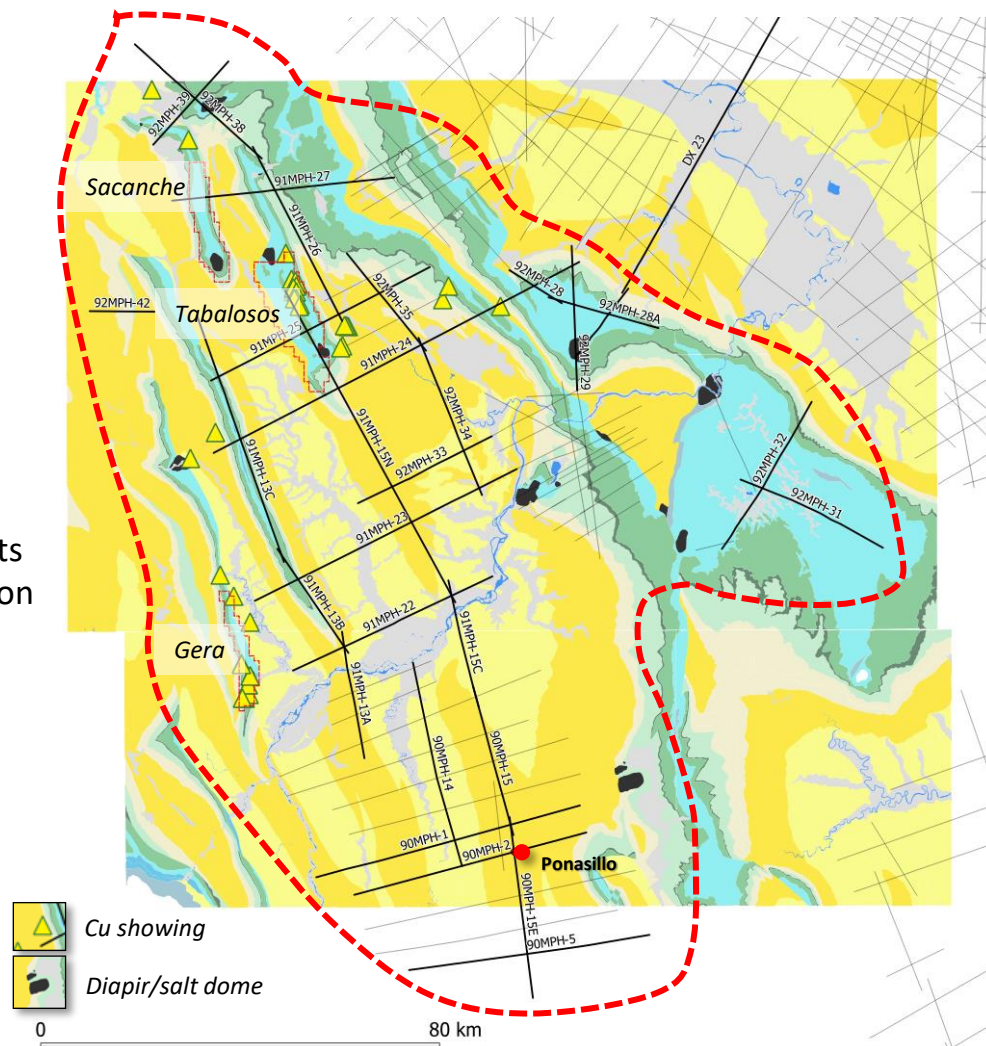 92MPH-39
92MPH-38
DX 23
Sacanche
91MPH-27
91MPH-26
92MPH-28
92MPH-28A
92MPH-42
Tabalosos
92MPH-35
91MPH-25
91MPH-24
92MPH-29
92MPH-34
91MPH-15N
92MPH-33
92MPH-32
91MPH-13C
92MPH-31
91MPH-23
ts
on
91MPH-13B
91MPH-22
91MPH-15C
Gera
91MPH-13A
90MPH-14
90MPH-15
90MPH-1
90MPH-2
Ponasillo
90MPH-15E
Cu showing
90MPH-5
Diapir/salt dome
0
80 km